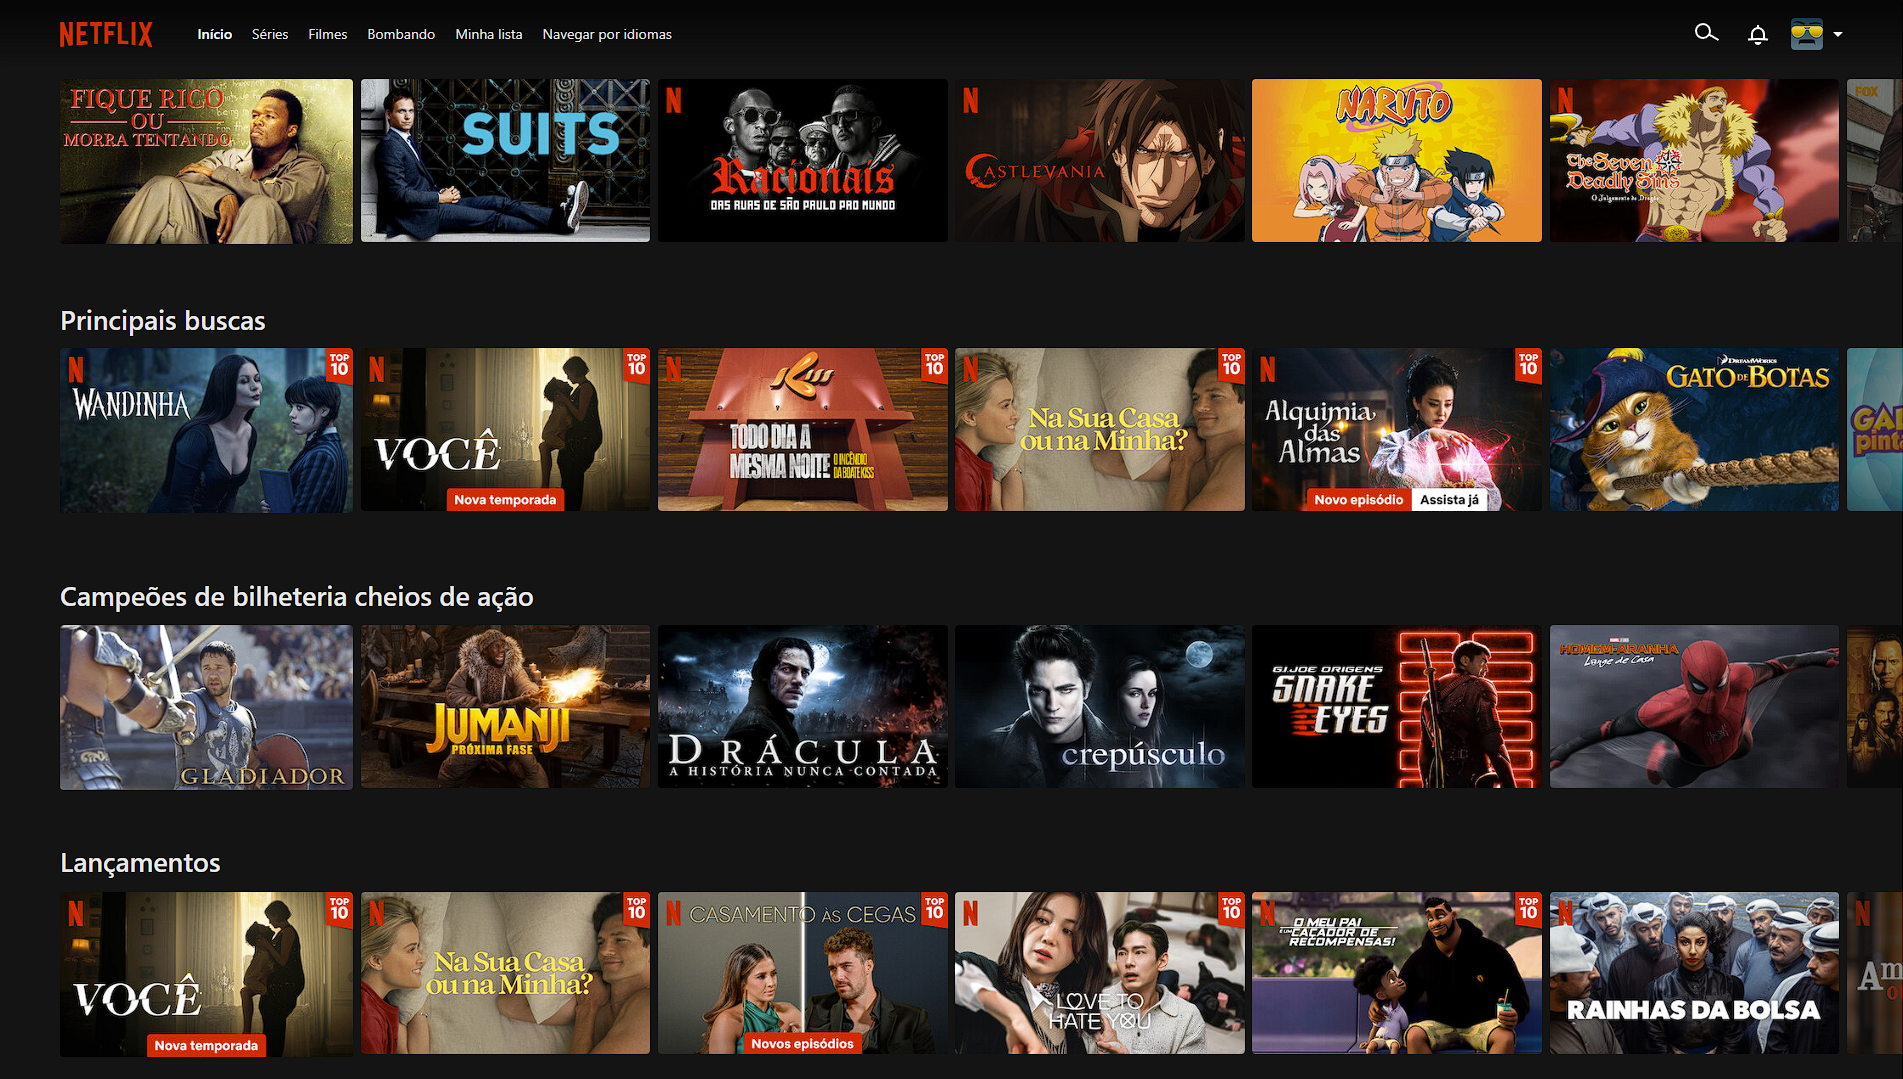 NETFLIX
Início Séries Filmes Bombando Minha lista Navegar por idiomas
FIQUE RICO
OU
MORRA TENTANDO
SUITS
N
Racionais
DAS RUAS DE SÃO PAULO PRO MUNDO
N
CASTLEVANIA
NARUTO
N
The Seven
Deadly Sins
O Julgamento do Dragão
FOX
Principais buscas
N
TOP
10
WANDINHA
N
TOP
10
VOCÊ
Nova temporada
N
TOP
10
TODO DIA A
MESMA NOITE
O INCÊNDIO
DA BOATE KISS
N
TOP
10
Na Sua Casa
ou na Minha?
N
TOP
10
Alquimia
das
Almas
Novo episódio Assista já
DREAMWORKS
GATO DE BOTAS
Campeões de bilheteria cheios de ação
GLADIADOR
JUMANJI
PRÓXIMA FASE
DRÁCULA
A HISTÓRIA NUNCA CONTADA
crepúsculo
G.I. JOE ORIGENS
SNAKE
EYES
HOMEM-ARANHA
Longe de Casa
Lançamentos
N
TOP
10
VOCÊ
Nova temporada
N
TOP
10
Na Sua Casa
ou na Minha?
N
CASAMENTO ÀS CEGAS
TOP
10
Novos episódios
N
TOP
10
LOVE TO
HATE YOU
N
TOP
10
O MEU PAI
É UM CAÇADOR DE
RECOMPENSAS!
N
RAINHAS DA BOLSA
N